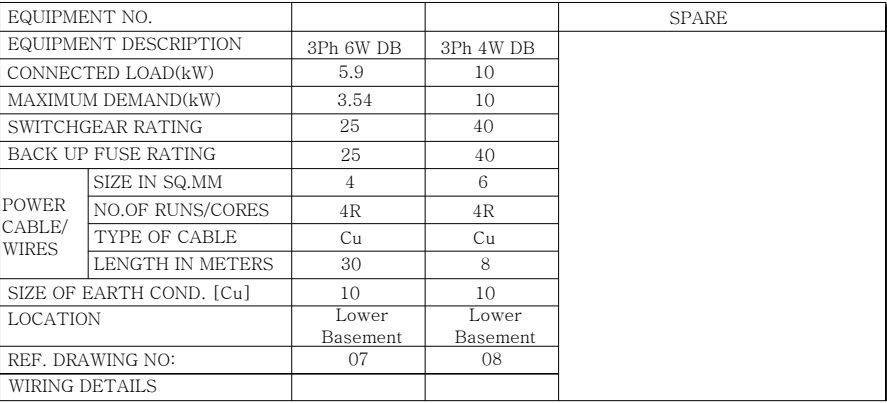 EQUIPMENT NO. SPARE
EQUIPMENT DESCRIPTION 3Ph 6W DB 3Ph 4W DB
CONNECTED LOAD(kW) 5.9 10
MAXIMUM DEMAND(kW) 3.54 10
SWITCHGEAR RATING 25 40
BACK UP FUSE RATING 25 40
POWER CABLE/ WIRES
SIZE IN SQ.MM 4 6
NO.OF RUNS/CORES 4R 4R
TYPE OF CABLE Cu Cu
LENGTH IN METERS 30 8
SIZE OF EARTH COND. [Cu] 10 10
LOCATION Lower Basement Lower Basement
REF. DRAWING NO: 07 08
WIRING DETAILS